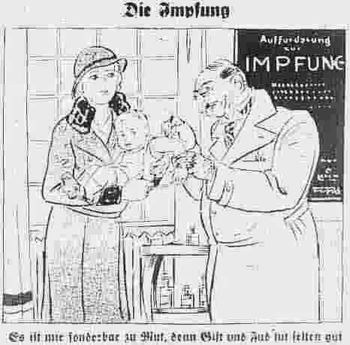 Die Impfung
Aufforderung
zur
IMPFUNG
Es ist mir sonderbar zu Mut, denn Gift und Jud' tut selten gut